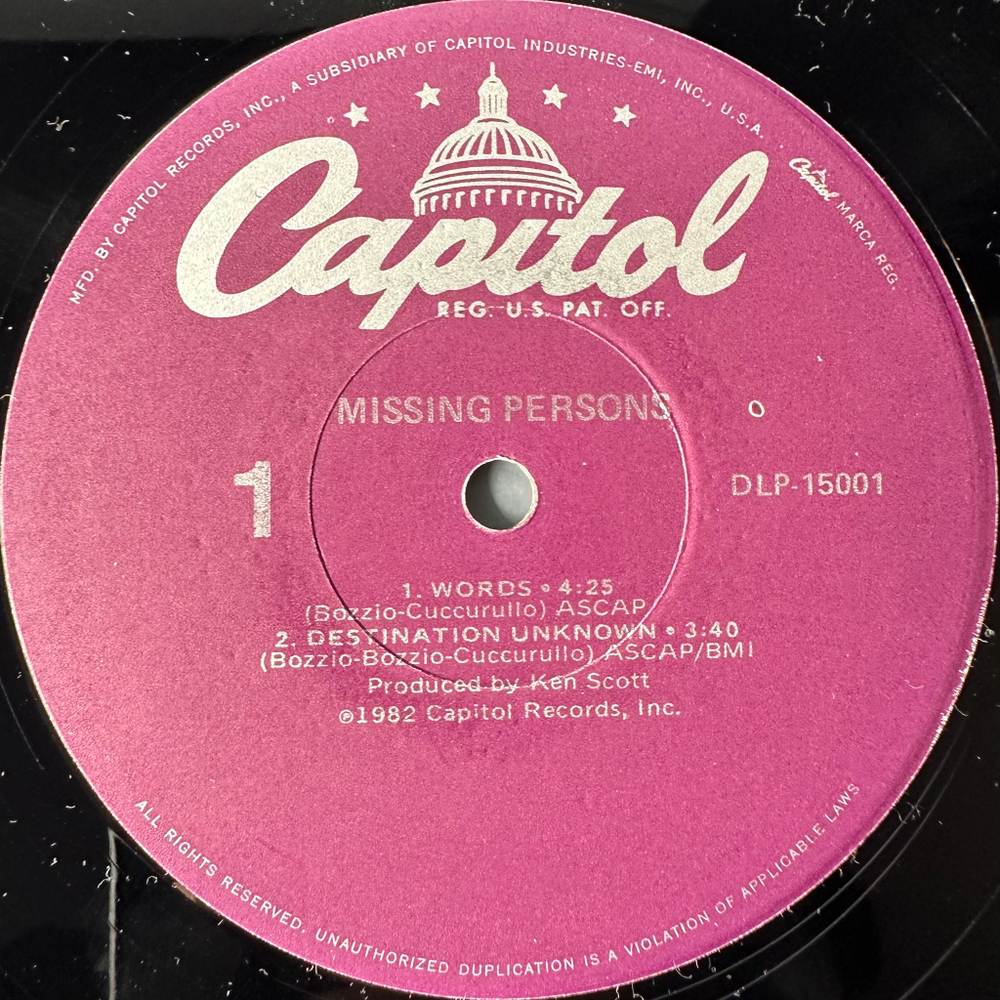 MFD. BY CAPITOL RECORDS, INC., A SUBSIDIARY OF CAPITOL INDUSTRIES-EMI, INC., U.S.A.
Capitol MARCA REG.
Capitol
REG. U.S. PAT. OFF.
MISSING PERSONS
1
DLP-15001
1. WORDS • 4:25
(Bozzio-Cuccurullo) ASCAP
2. DESTINATION UNKNOWN • 3:40
(Bozzio-Bozzio-Cuccurullo) ASCAP/BMI
Produced by Ken Scott
℗1982 Capitol Records, Inc.
ALL RIGHTS RESERVED. UNAUTHORIZED DUPLICATION IS A VIOLATION OF APPLICABLE LAWS